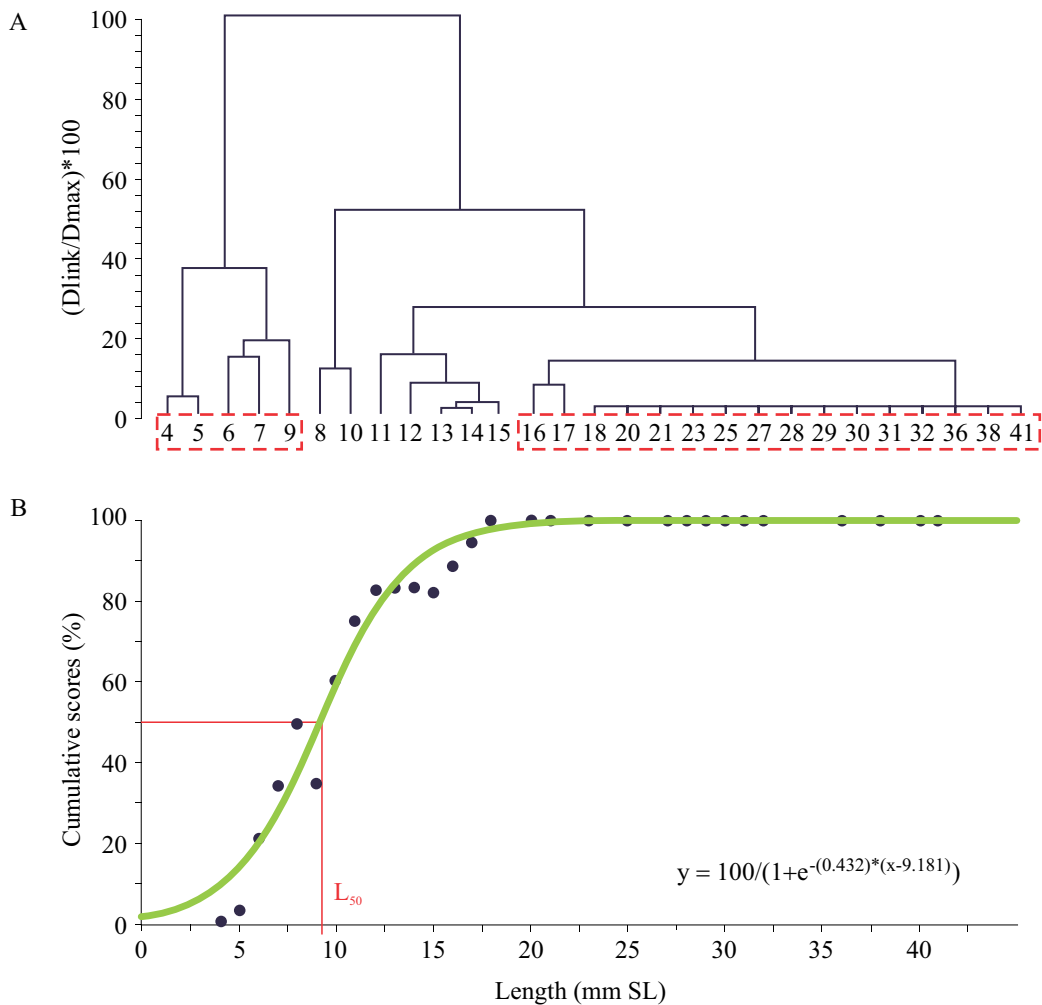 A
(Dlink/Dmax)*100
100
80
60
40
20
0
4 5 6 7 9 8 10 11 12 13 14 15 16 17 18 20 21 23 25 27 28 29 30 31 32 36 38 41
B
Cumulative scores (%)
100
80
60
40
20
0
L50
y = 100/(1+e-(0.432)*(x-9.181))
0 5 10 15 20 25 30 35 40
Length (mm SL)